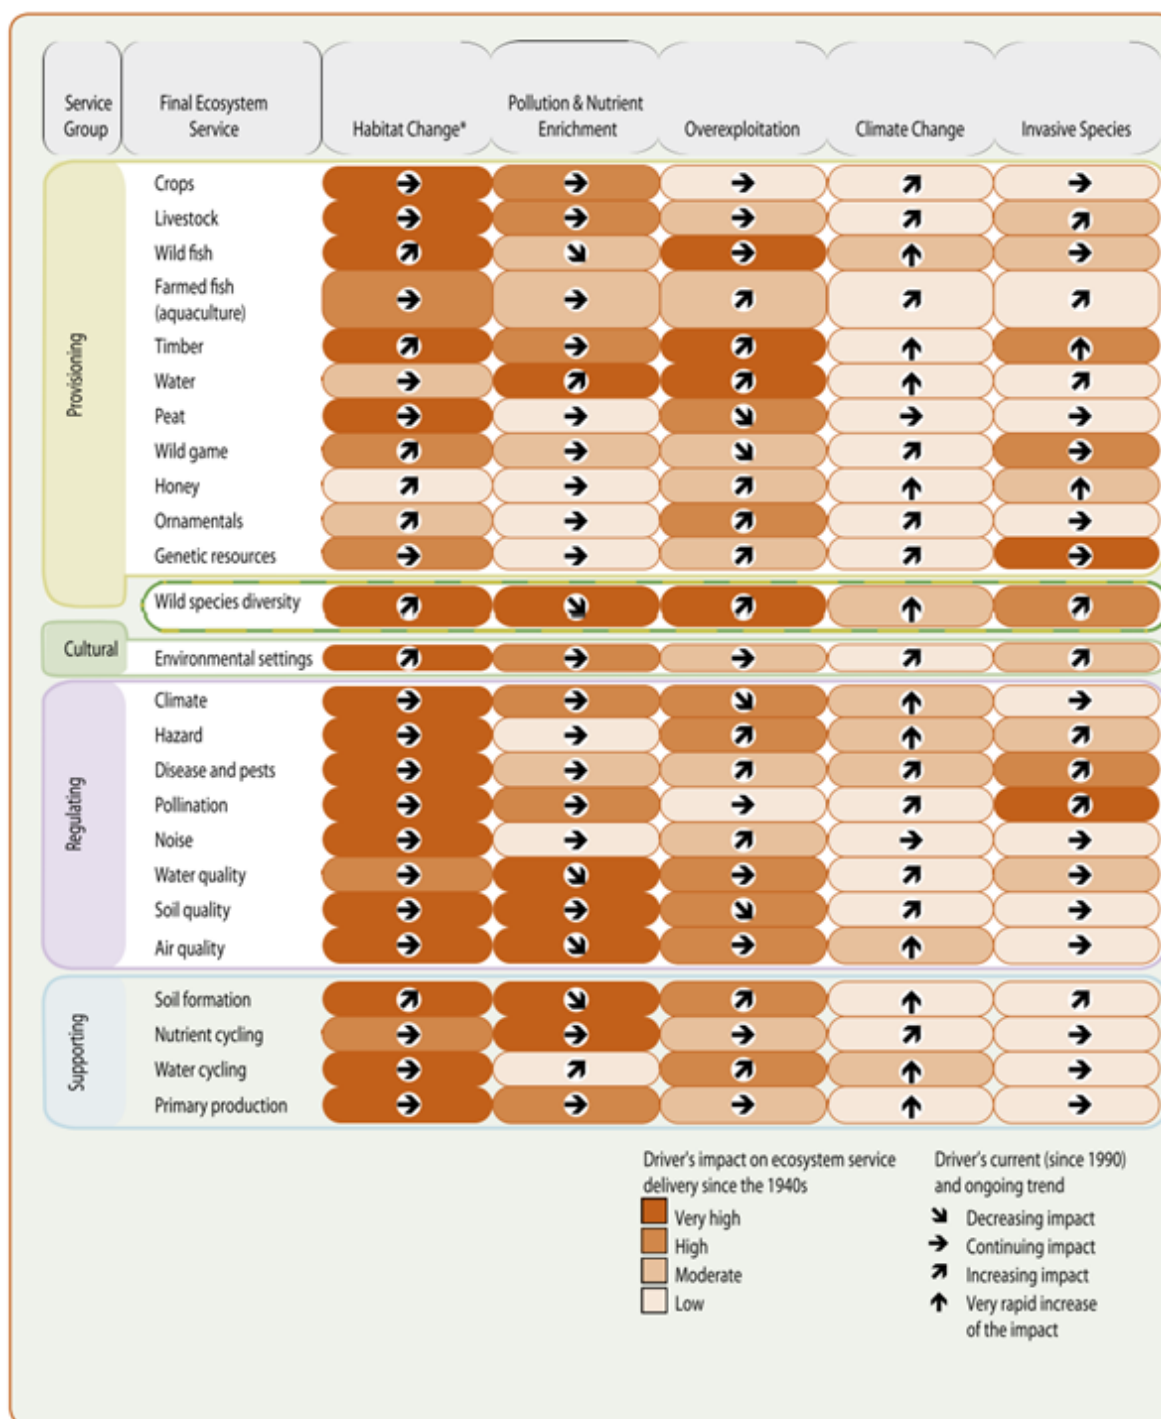 Service
Group
Final Ecosystem
Service
Habitat Change*
Pollution & Nutrient
Enrichment
Overexploitation
Climate Change
Invasive Species
Provisioning
Crops
Livestock
Wild fish
Farmed fish
(aquaculture)
Timber
Water
Peat
Wild game
Honey
Ornamentals
Genetic resources
Wild species diversity
Cultural
Environmental settings
Regulating
Climate
Hazard
Disease and pests
Pollination
Noise
Water quality
Soil quality
Air quality
Supporting
Soil formation
Nutrient cycling
Water cycling
Primary production
Driver's impact on ecosystem service
delivery since the 1940s
Very high
High
Moderate
Low
Driver's current (since 1990)
and ongoing trend
Decreasing impact
Continuing impact
Increasing impact
Very rapid increase
of the impact